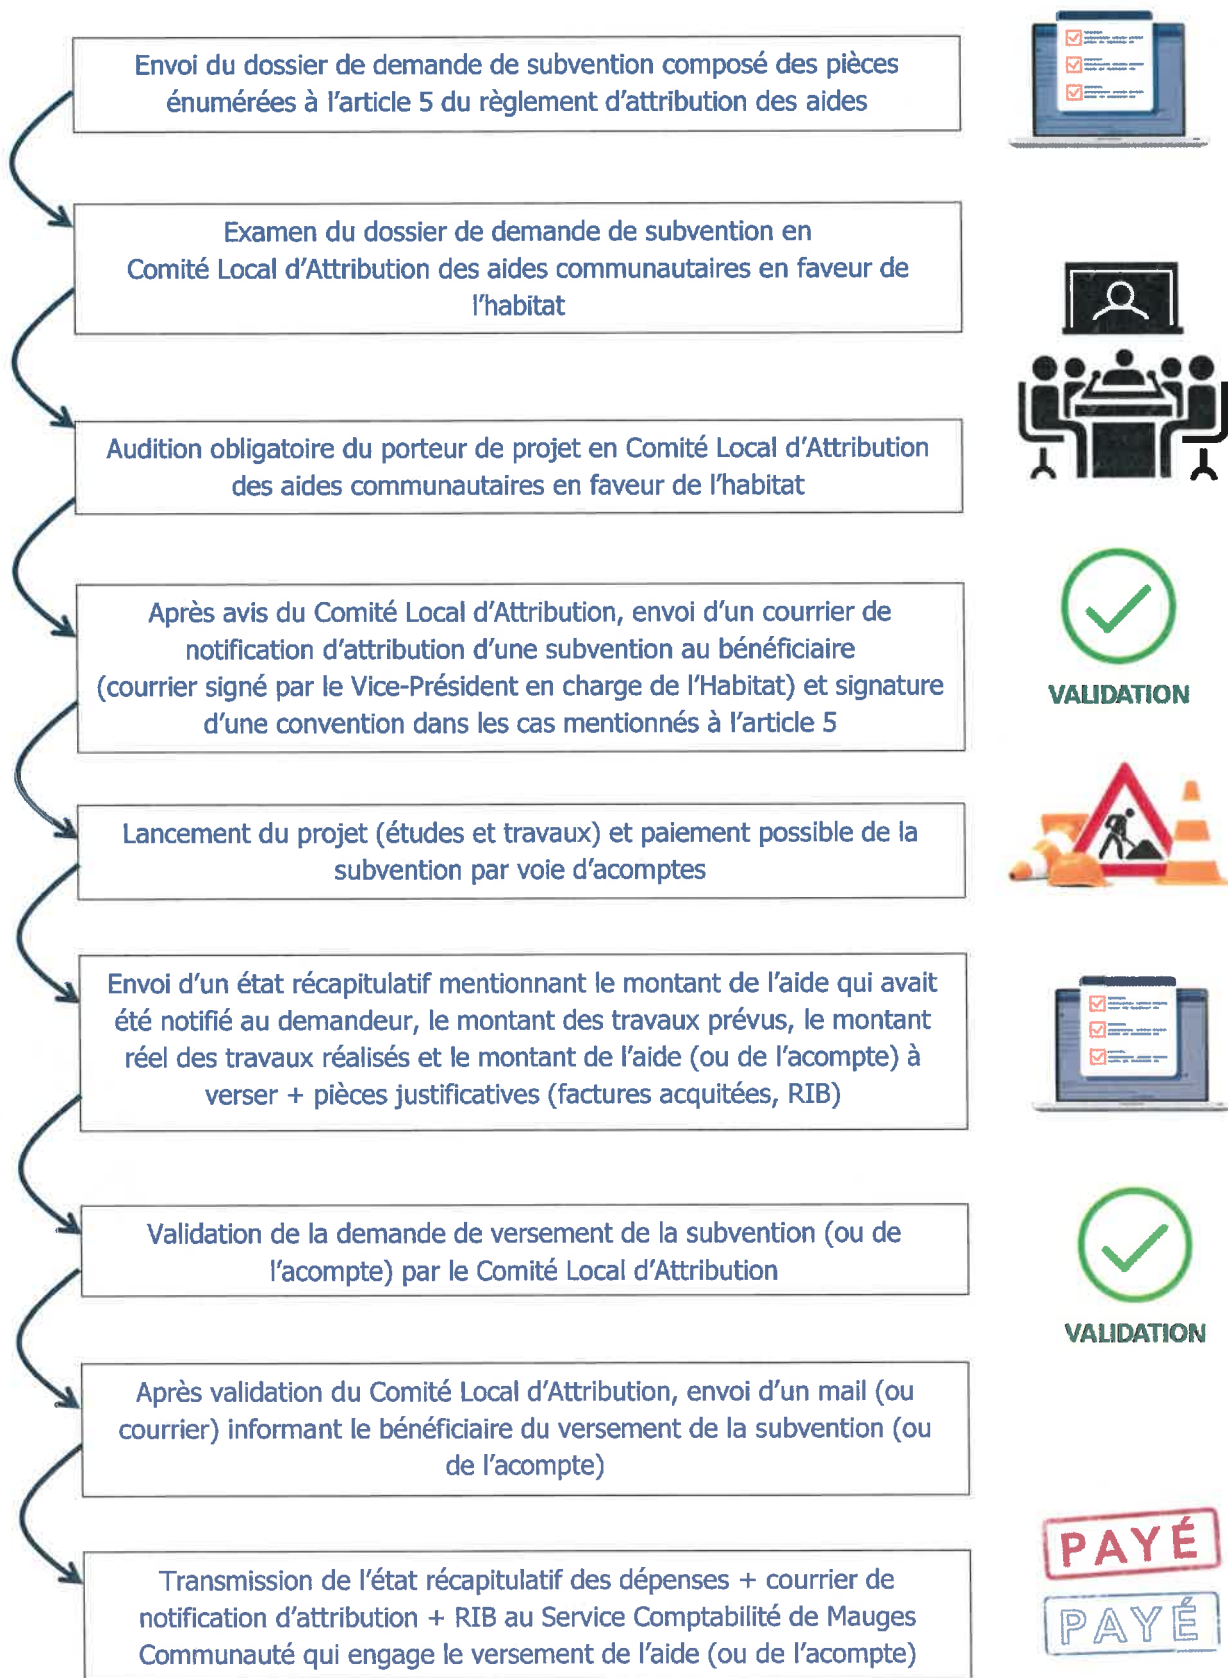 Envoi du dossier de demande de subvention composé des pièces
énumérées à l'article 5 du règlement d'attribution des aides
Examen du dossier de demande de subvention en
Comité Local d'Attribution des aides communautaires en faveur de
l'habitat
Audition obligatoire du porteur de projet en Comité Local d'Attribution
des aides communautaires en faveur de l'habitat
Après avis du Comité Local d'Attribution, envoi d'un courrier de
notification d'attribution d'une subvention au bénéficiaire
(courrier signé par le Vice-Président en charge de l'Habitat) et signature
d'une convention dans les cas mentionnés à l'article 5
VALIDATION
Lancement du projet (études et travaux) et paiement possible de la
subvention par voie d'acomptes
Envoi d'un état récapitulatif mentionnant le montant de l'aide qui avait
été notifié au demandeur, le montant des travaux prévus, le montant
réel des travaux réalisés et le montant de l'aide (ou de l'acompte) à
verser + pièces justificatives (factures acquittées, RIB)
Validation de la demande de versement de la subvention (ou de
l'acompte) par le Comité Local d'Attribution
VALIDATION
Après validation du Comité Local d'Attribution, envoi d'un mail (ou
courrier) informant le bénéficiaire du versement de la subvention (ou
de l'acompte)
Transmission de l'état récapitulatif des dépenses + courrier de
notification d'attribution + RIB au Service Comptabilité de Mauges
Communauté qui engage le versement de l'aide (ou de l'acompte)
PAYÉ
PAYÉ